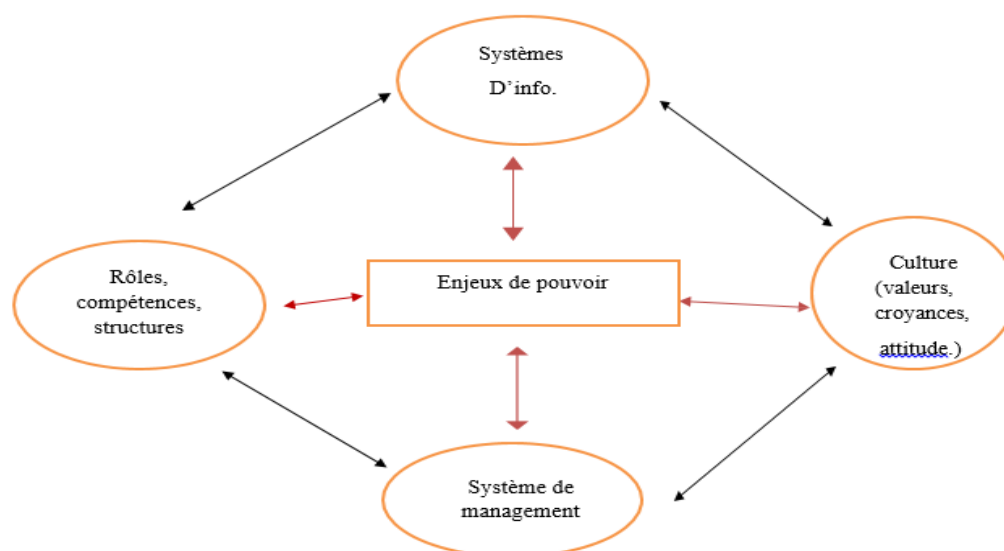 Systèmes
D’info.
Rôles,
compétences,
structures
Enjeux de pouvoir
Culture
(valeurs,
croyances,
attitude.)
Système de
management